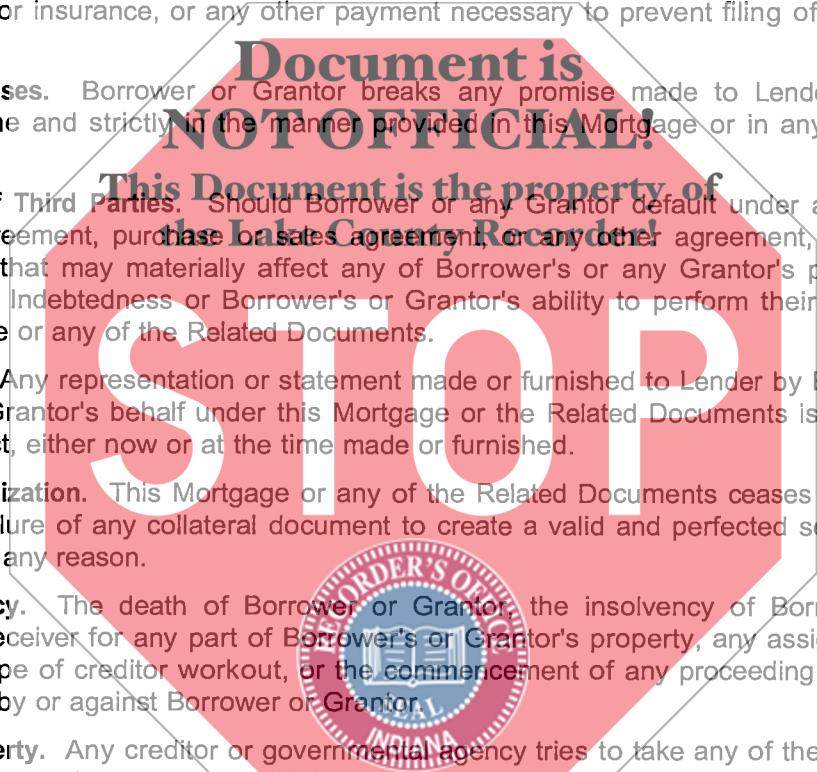 or insurance, or any other payment necessary to prevent filing of
Document is
ses. Borrower or Grantor breaks any promise made to Lende
e and strictly in the manner provided in this Mortgage or in any
NOT OFFICIAL!
This Document is the property of
Third Parties. Should Borrower or any Grantor default under a
the Lake County Recorder!
eement, purchase or sales agreement, or any other agreement,
that may materially affect any of Borrower's or any Grantor's p
Indebtedness or Borrower's or Grantor's ability to perform their
e or any of the Related Documents.
STOP
Any representation or statement made or furnished to Lender by B
Grantor's behalf under this Mortgage or the Related Documents is
t, either now or at the time made or furnished.
ization. This Mortgage or any of the Related Documents ceases
lure of any collateral document to create a valid and perfected se
any reason.
cy. The death of Borrower or Grantor, the insolvency of Borr
eceiver for any part of Borrower's or Grantor's property, any assi
pe of creditor workout, or the commencement of any proceeding
by or against Borrower or Grantor.
RECORDER'S OFFICE
SEAL
INDIANA
erty. Any creditor or governmental agency tries to take any of the